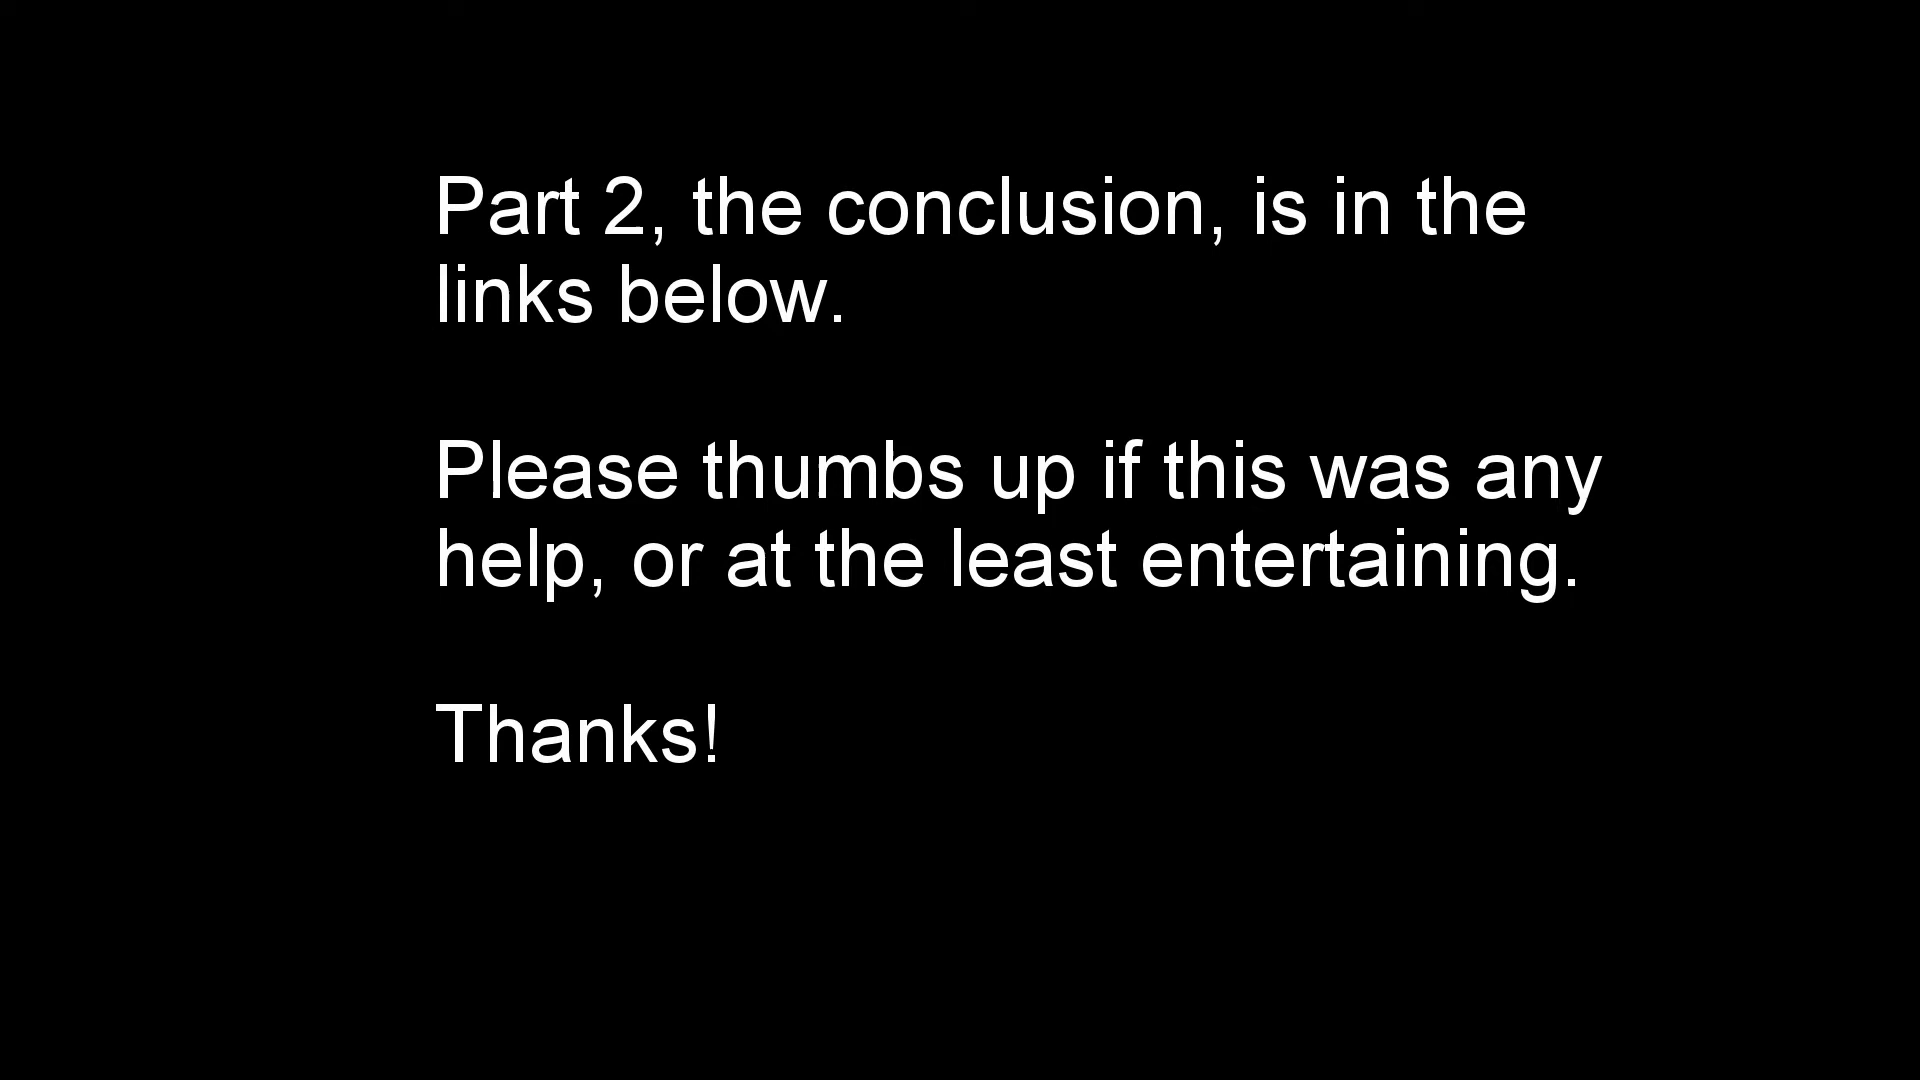 Part 2, the conclusion, is in the
links below.
Please thumbs up if this was any
help, or at the least entertaining.
Thanks!